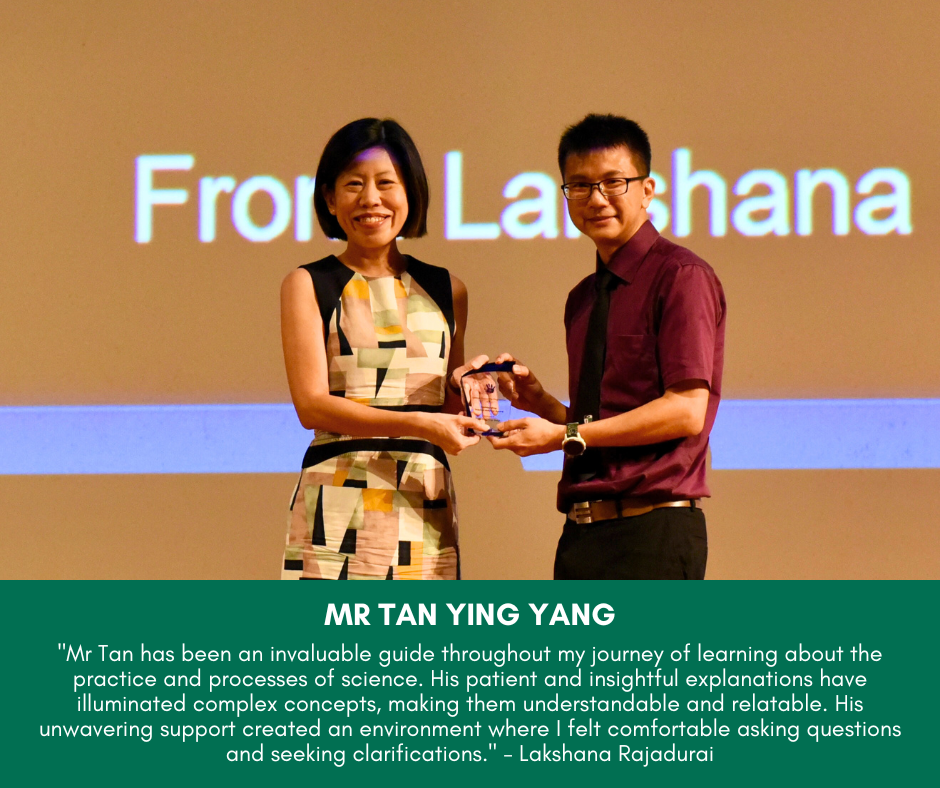 From Lakshana
MR TAN YING YANG
"Mr Tan has been an invaluable guide throughout my journey of learning about the
practice and processes of science. His patient and insightful explanations have
illuminated complex concepts, making them understandable and relatable. His
unwavering support created an environment where I felt comfortable asking questions
and seeking clarifications." - Lakshana Rajadurai